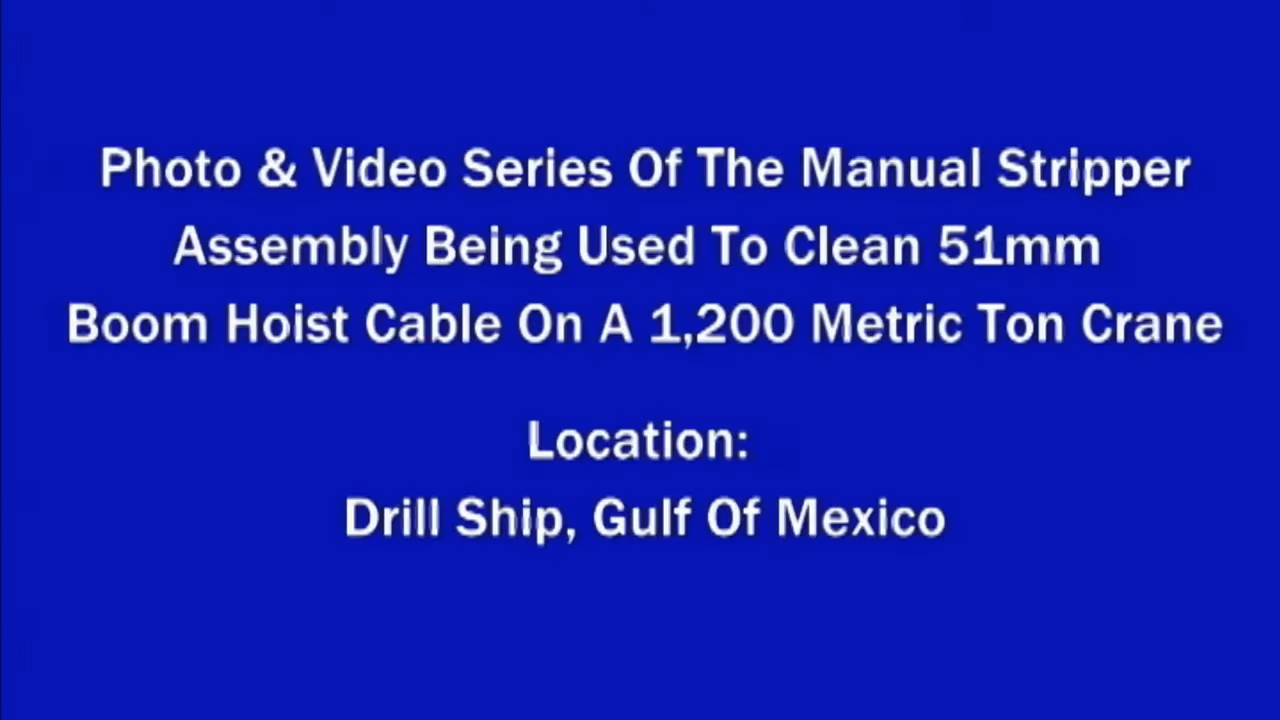 Photo & Video Series Of The Manual Stripper
Assembly Being Used To Clean 51mm
Boom Hoist Cable On A 1,200 Metric Ton Crane
Location:
Drill Ship, Gulf Of Mexico